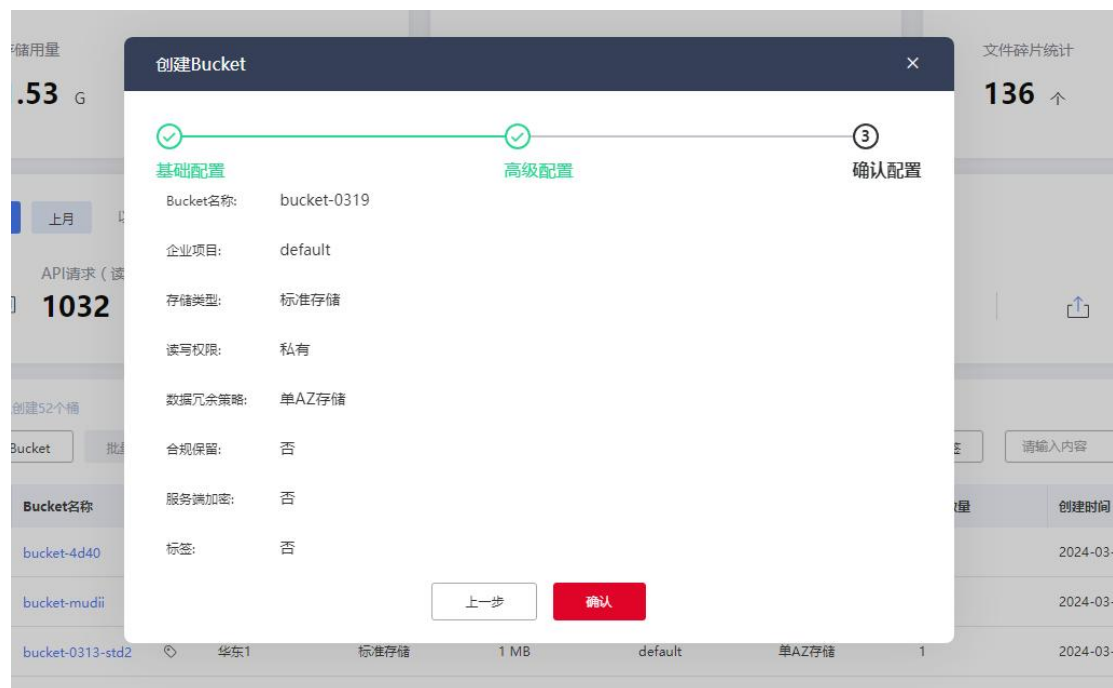 储用量
文件碎片统计
.53 G
136 个
创建Bucket
基础配置
高级配置
3
确认配置
Bucket名称: bucket-0319
企业项目: default
存储类型: 标准存储
读写权限: 私有
数据冗余策略: 单AZ存储
合规保留: 否
服务端加密: 否
标签: 否
上一步
确认
上月
API请求(读
1032
创建52个桶
Bucket
请输入内容
Bucket名称
创建时间
bucket-4d40
2024-03-
bucket-mudii
2024-03-
bucket-0313-std2 华东1 标准存储 1 MB default 单AZ存储 1 2024-03-